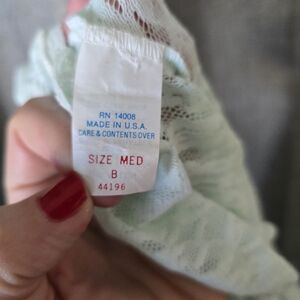 RN 14008
MADE IN U.S.A.
CARE & CONTENTS OVER
SIZE MED
B
44196